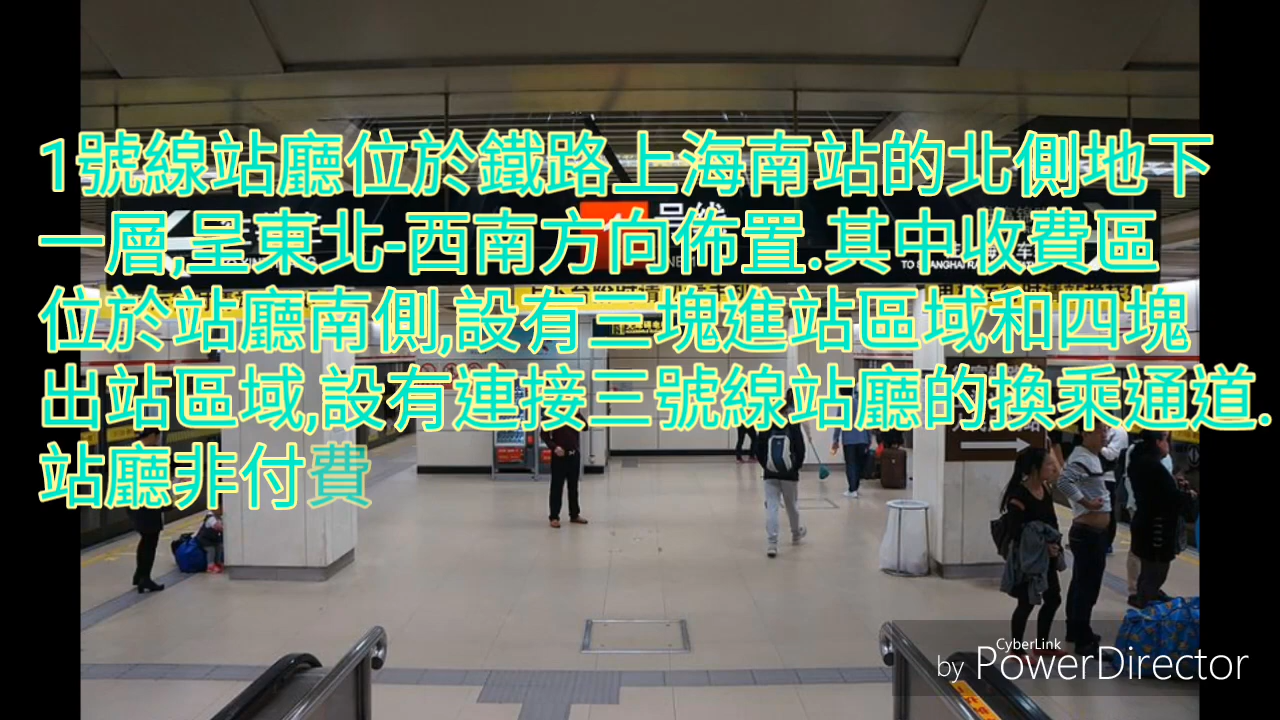 1號線站廳位於鐵路上海南站的北側地下
一層,呈東北-西南方向佈置.其中收費區
位於站廳南側,設有三塊進站區域和四塊
出站區域,設有連接三號線站廳的換乘通道.
站廳非付費
CyberLink
by PowerDirector